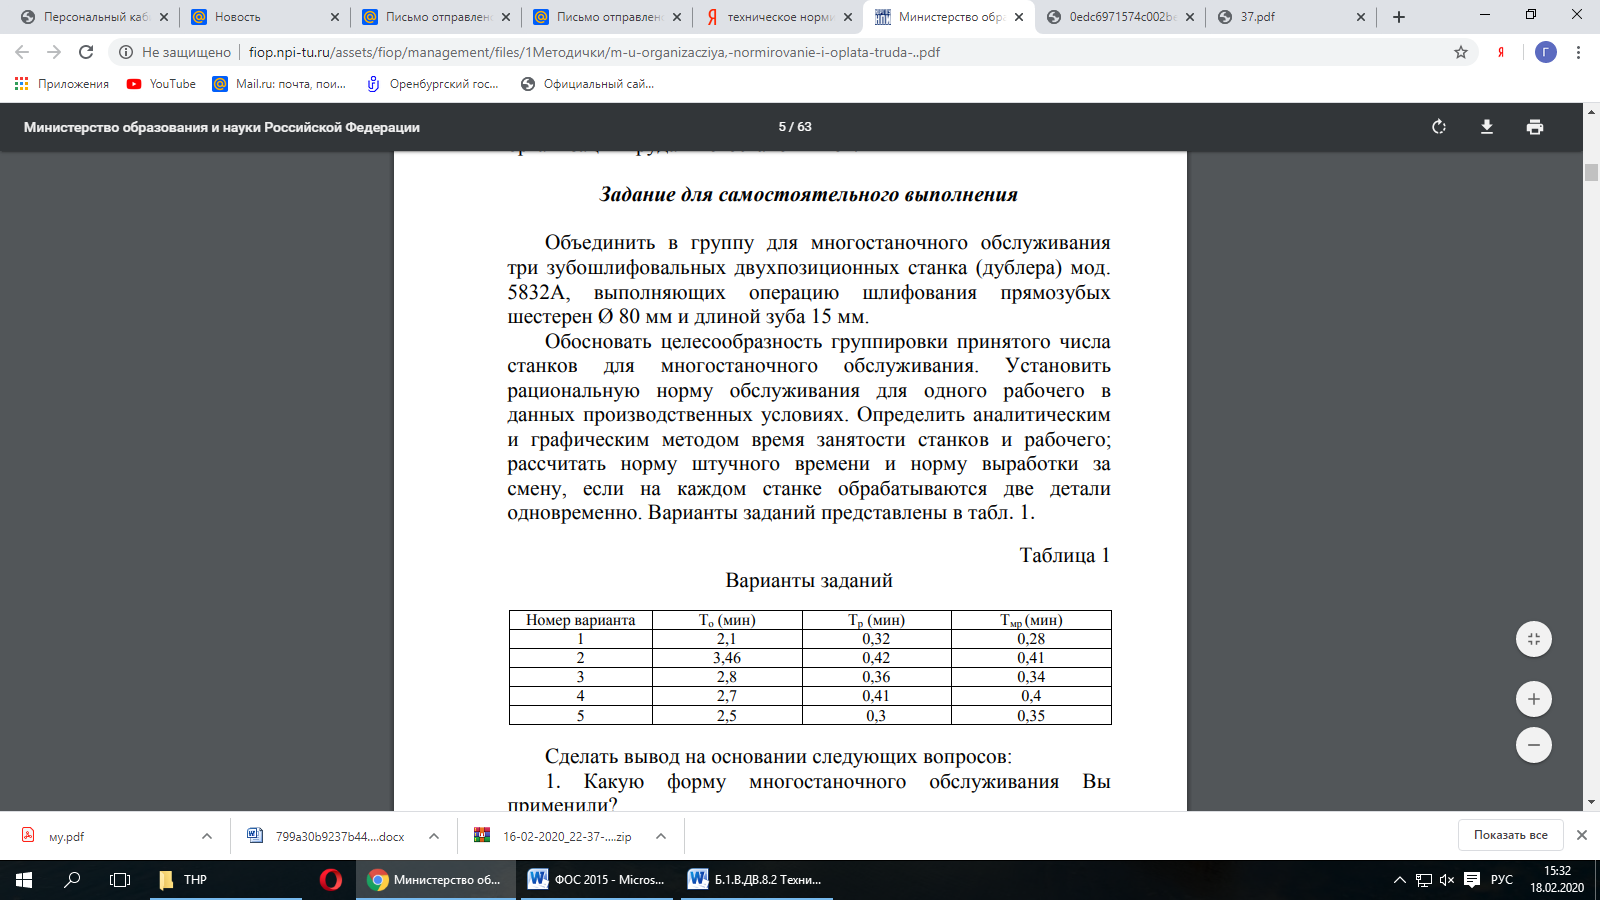 Персональный каб
Новость
Письмо отправлен
Письмо отправлен
техническое норми
Министерство обра
0edc6971574c002be
37.pdf
Не защищено
fiop.npi-tu.ru/assets/fiop/management/files/1Методички/m-u-organizacziya,-normirovanie-i-oplata-truda-..pdf
Я
Г
Приложения
YouTube
Mail.ru: почта, пои...
Оренбургский гос...
Официальный сай...
Министерство образования и науки Российской Федерации
5 / 63
Задание для самостоятельного выполнения
Объединить в группу для многостаночного обслуживания
три зубошлифовальных двухпозиционных станка (дублера) мод.
5832А, выполняющих операцию шлифования прямозубых
шестерен Ø 80 мм и длиной зуба 15 мм.
Обосновать целесообразность группировки принятого числа
станков для многостаночного обслуживания. Установить
рациональную норму обслуживания для одного рабочего в
данных производственных условиях. Определить аналитическим
и графическим методом время занятости станков и рабочего;
рассчитать норму штучного времени и норму выработки за
смену, если на каждом станке обрабатываются две детали
одновременно. Варианты заданий представлены в табл. 1.
Таблица 1
Варианты заданий
Номер варианта Tо (мин) Tр (мин) Tмр (мин)
1 2,1 0,32 0,28
2 3,46 0,42 0,41
3 2,8 0,36 0,34
4 2,7 0,41 0,4
5 2,5 0,3 0,35
Сделать вывод на основании следующих вопросов:
1. Какую форму многостаночного обслуживания Вы
применили?
му.pdf
799a30b9237b44....docx
16-02-2020_22-37-....zip
Показать все
ТНР
Министерство об...
ФОС 2015 - Micros...
Б.1.В.ДВ.8.2 Техни...
РУС
15:32
18.02.2020